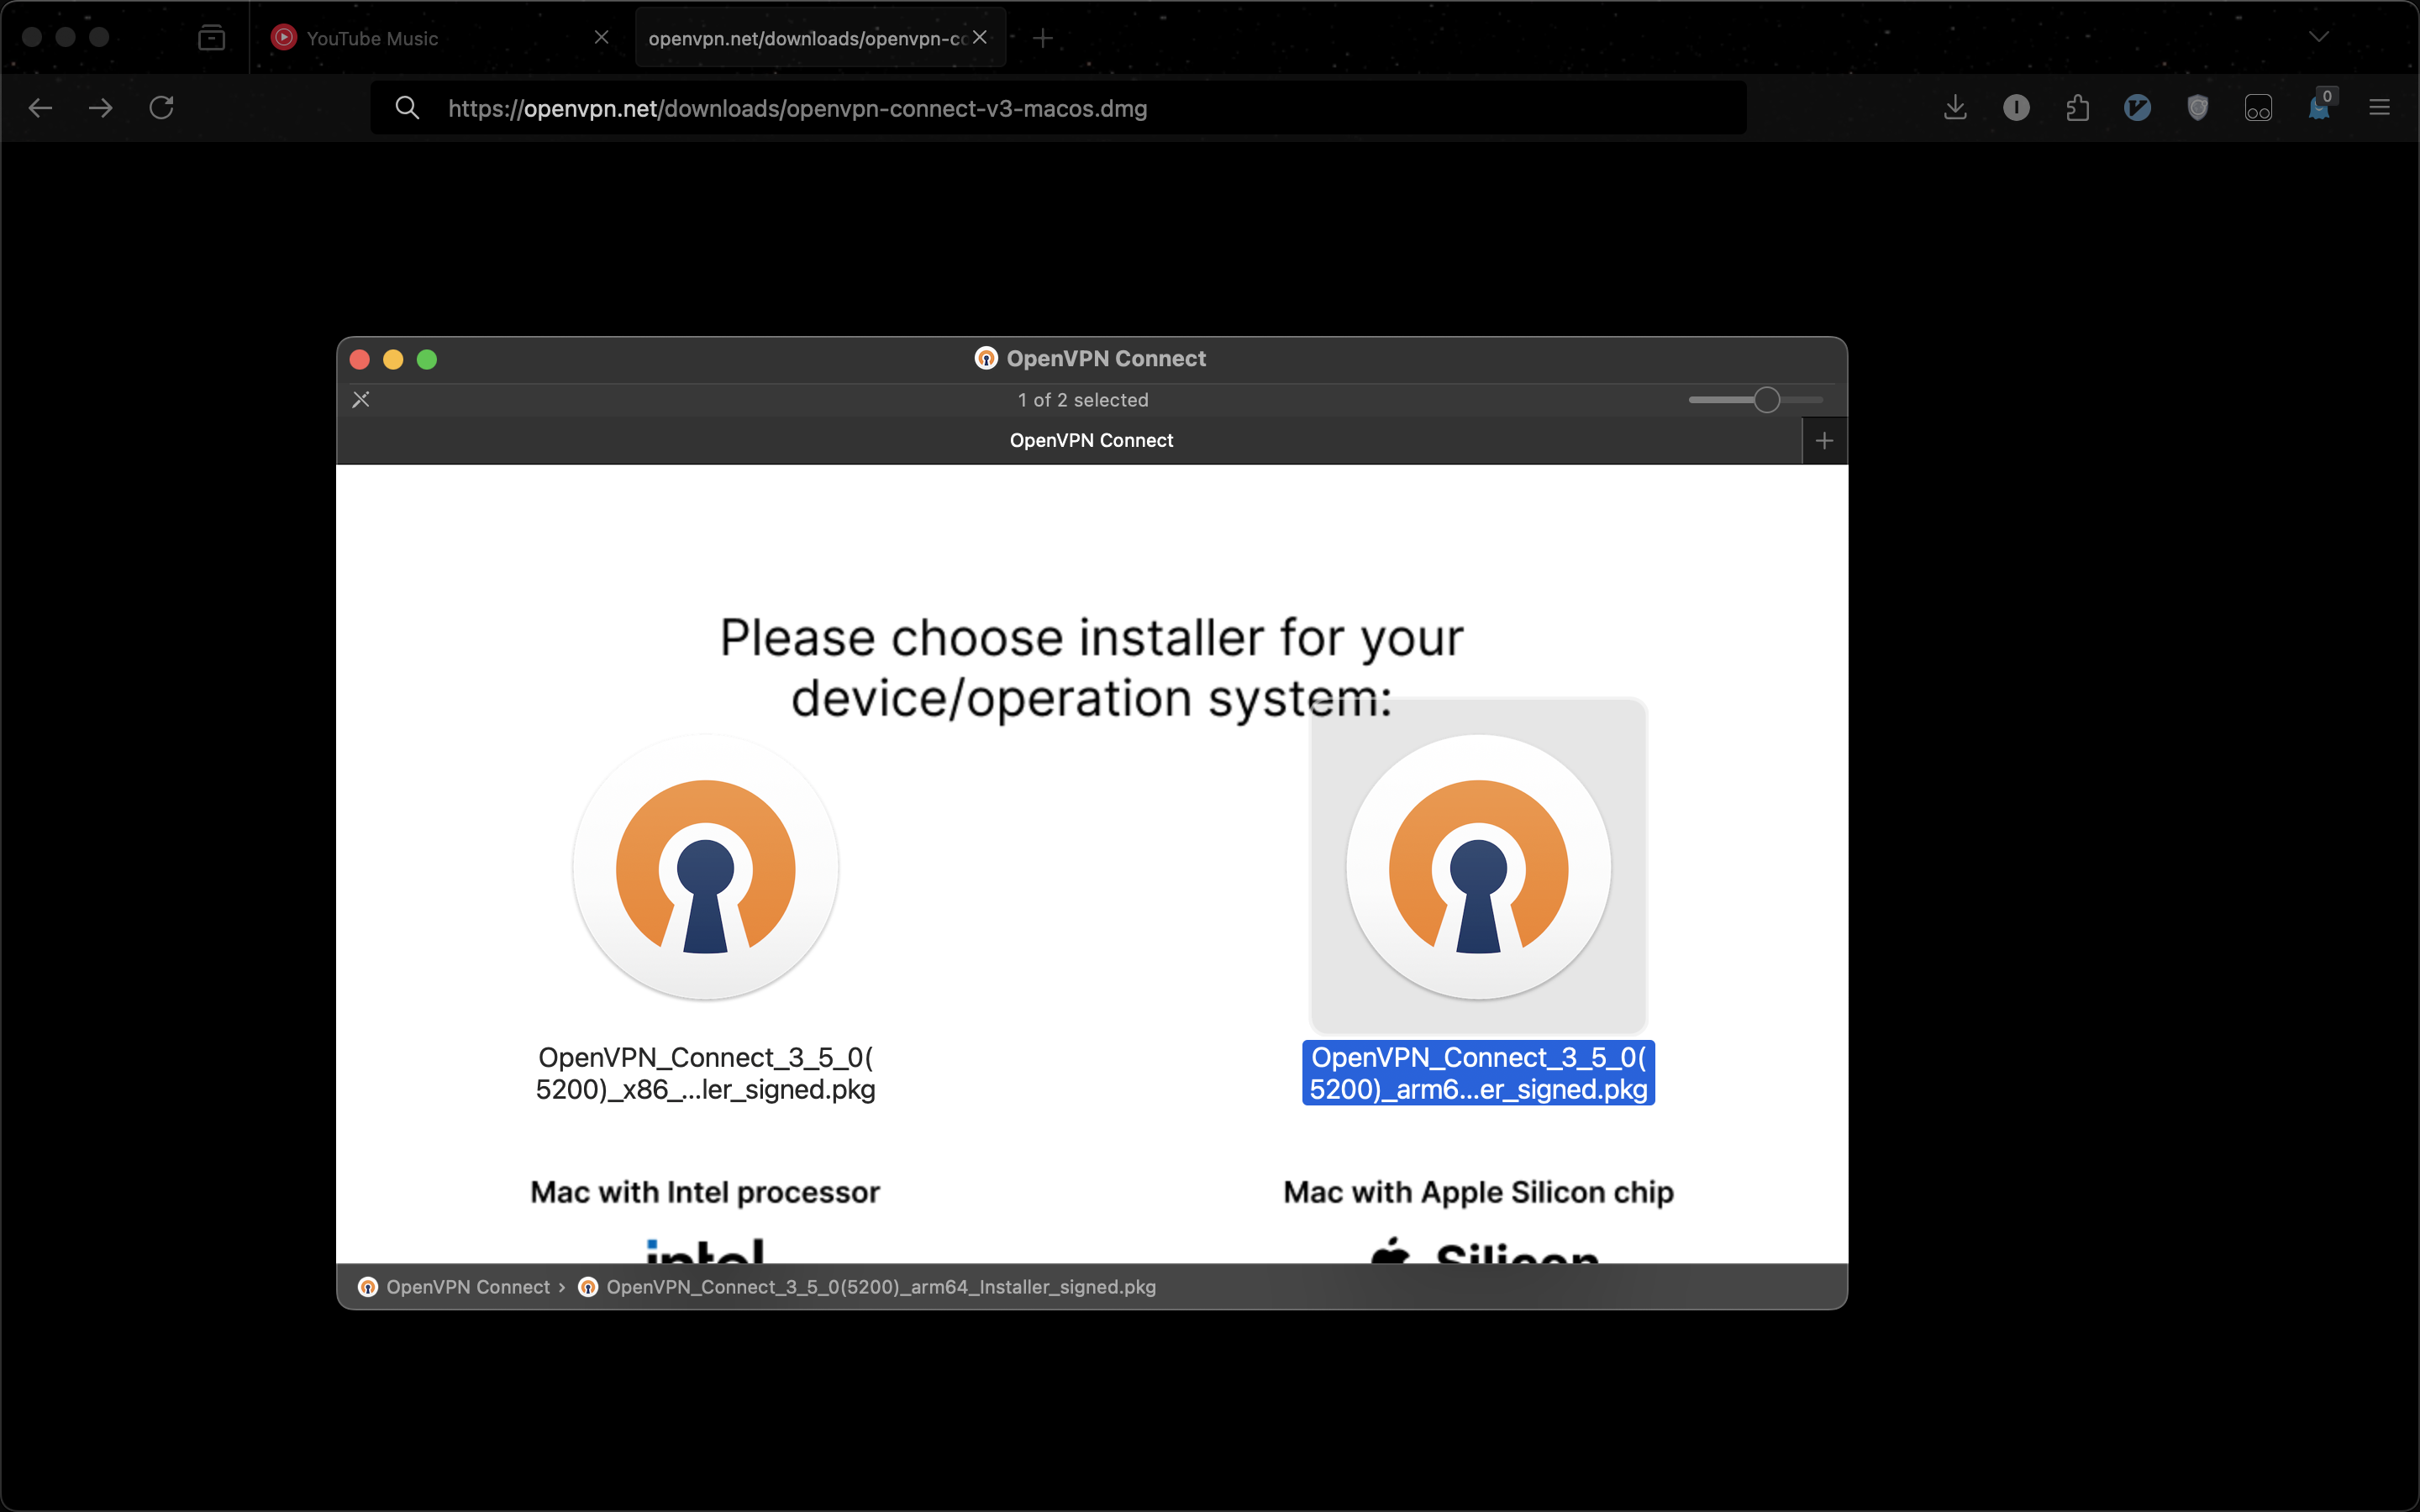 YouTube Music
openvpn.net/downloads/openvpn-c
https://openvpn.net/downloads/openvpn-connect-v3-macos.dmg
0
OpenVPN Connect
1 of 2 selected
OpenVPN Connect
Please choose installer for your
device/operation system:
OpenVPN_Connect_3_5_0(
5200)_x86_...ler_signed.pkg
OpenVPN_Connect_3_5_0(
5200)_arm6...er_signed.pkg
Mac with Intel processor
Mac with Apple Silicon chip
intel
Silicon
OpenVPN Connect › OpenVPN_Connect_3_5_0(5200)_arm64_Installer_signed.pkg